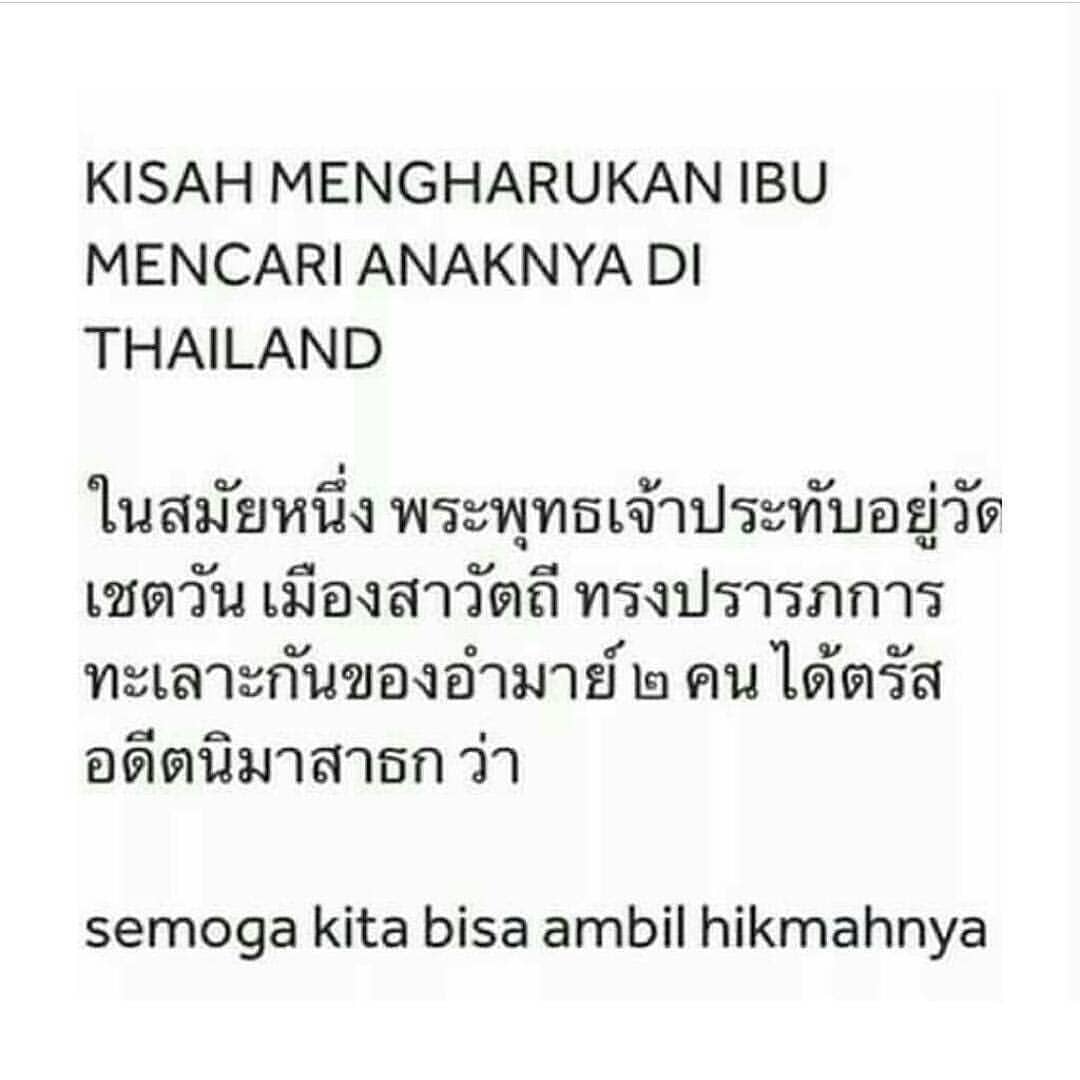 KISAH MENGHARUKAN IBU
MENCARI ANAKNYA DI
THAILAND
ในสมัยหนึ่ง พระพุทธเจ้าประทับอยู่วัด
เชตวัน เมืองสาวัตถี ทรงปรารภการ
ทะเลาะกันของอำมาย์ ๒ คน ได้ตรัส
อดีตนิมาสาธก ว่า
semoga kita bisa ambil hikmahnya